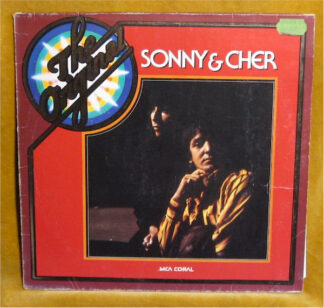 The
Original
SONNY & CHER
MCA CORAL